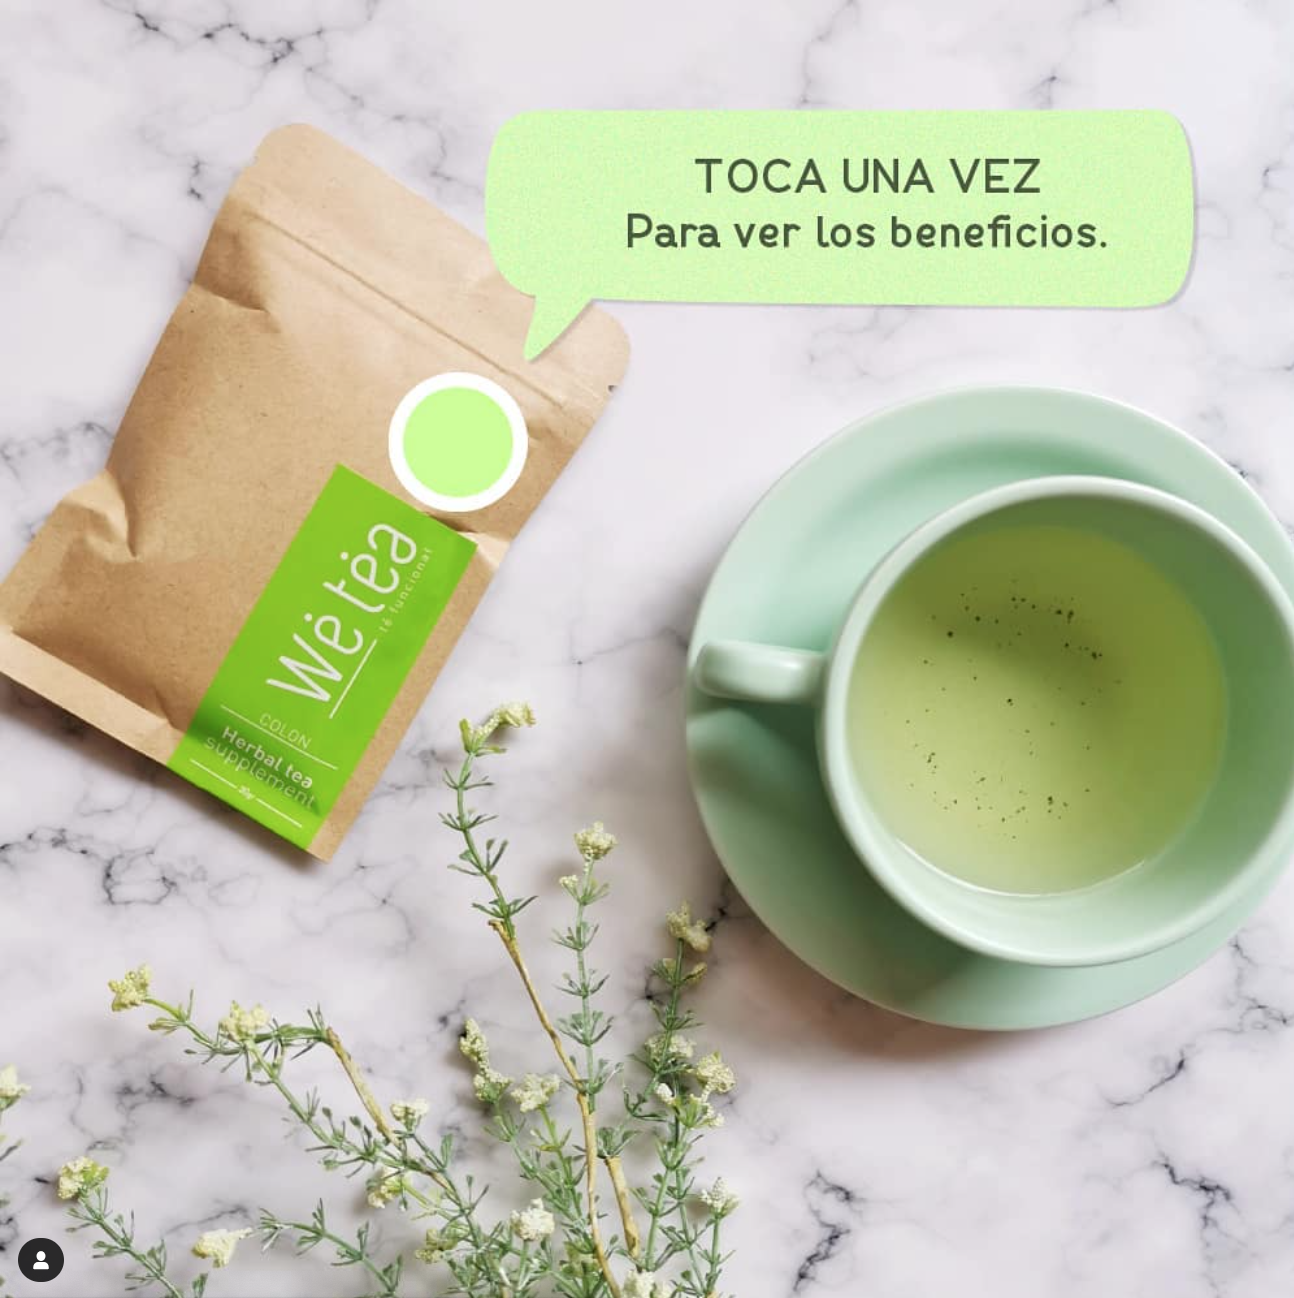 TOCA UNA VEZ
Para ver los beneficios.
Wë tëa
té funcional
COLON
Herbal tea
supplement